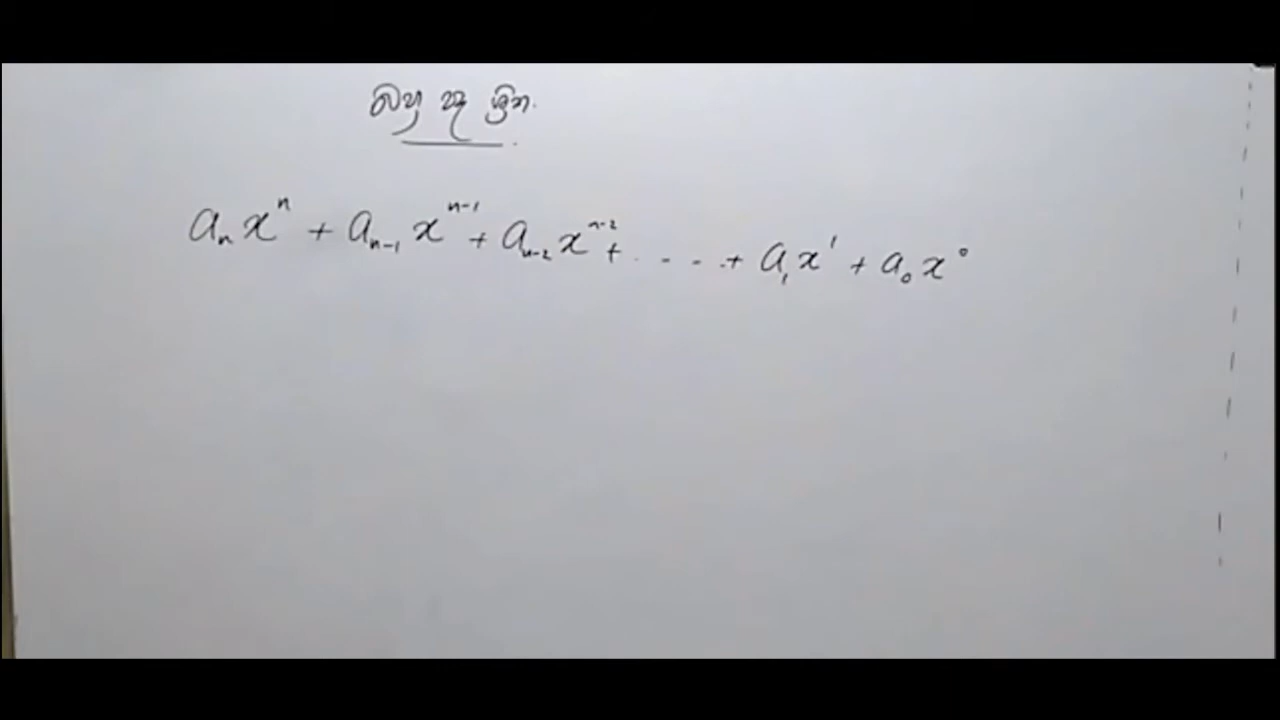 බහු පද ශ්‍රිත.
aₙxⁿ + aₙ₋₁xⁿ⁻¹ + aₙ₋₂xⁿ⁻² + . - - . + a₁x¹ + a₀x⁰